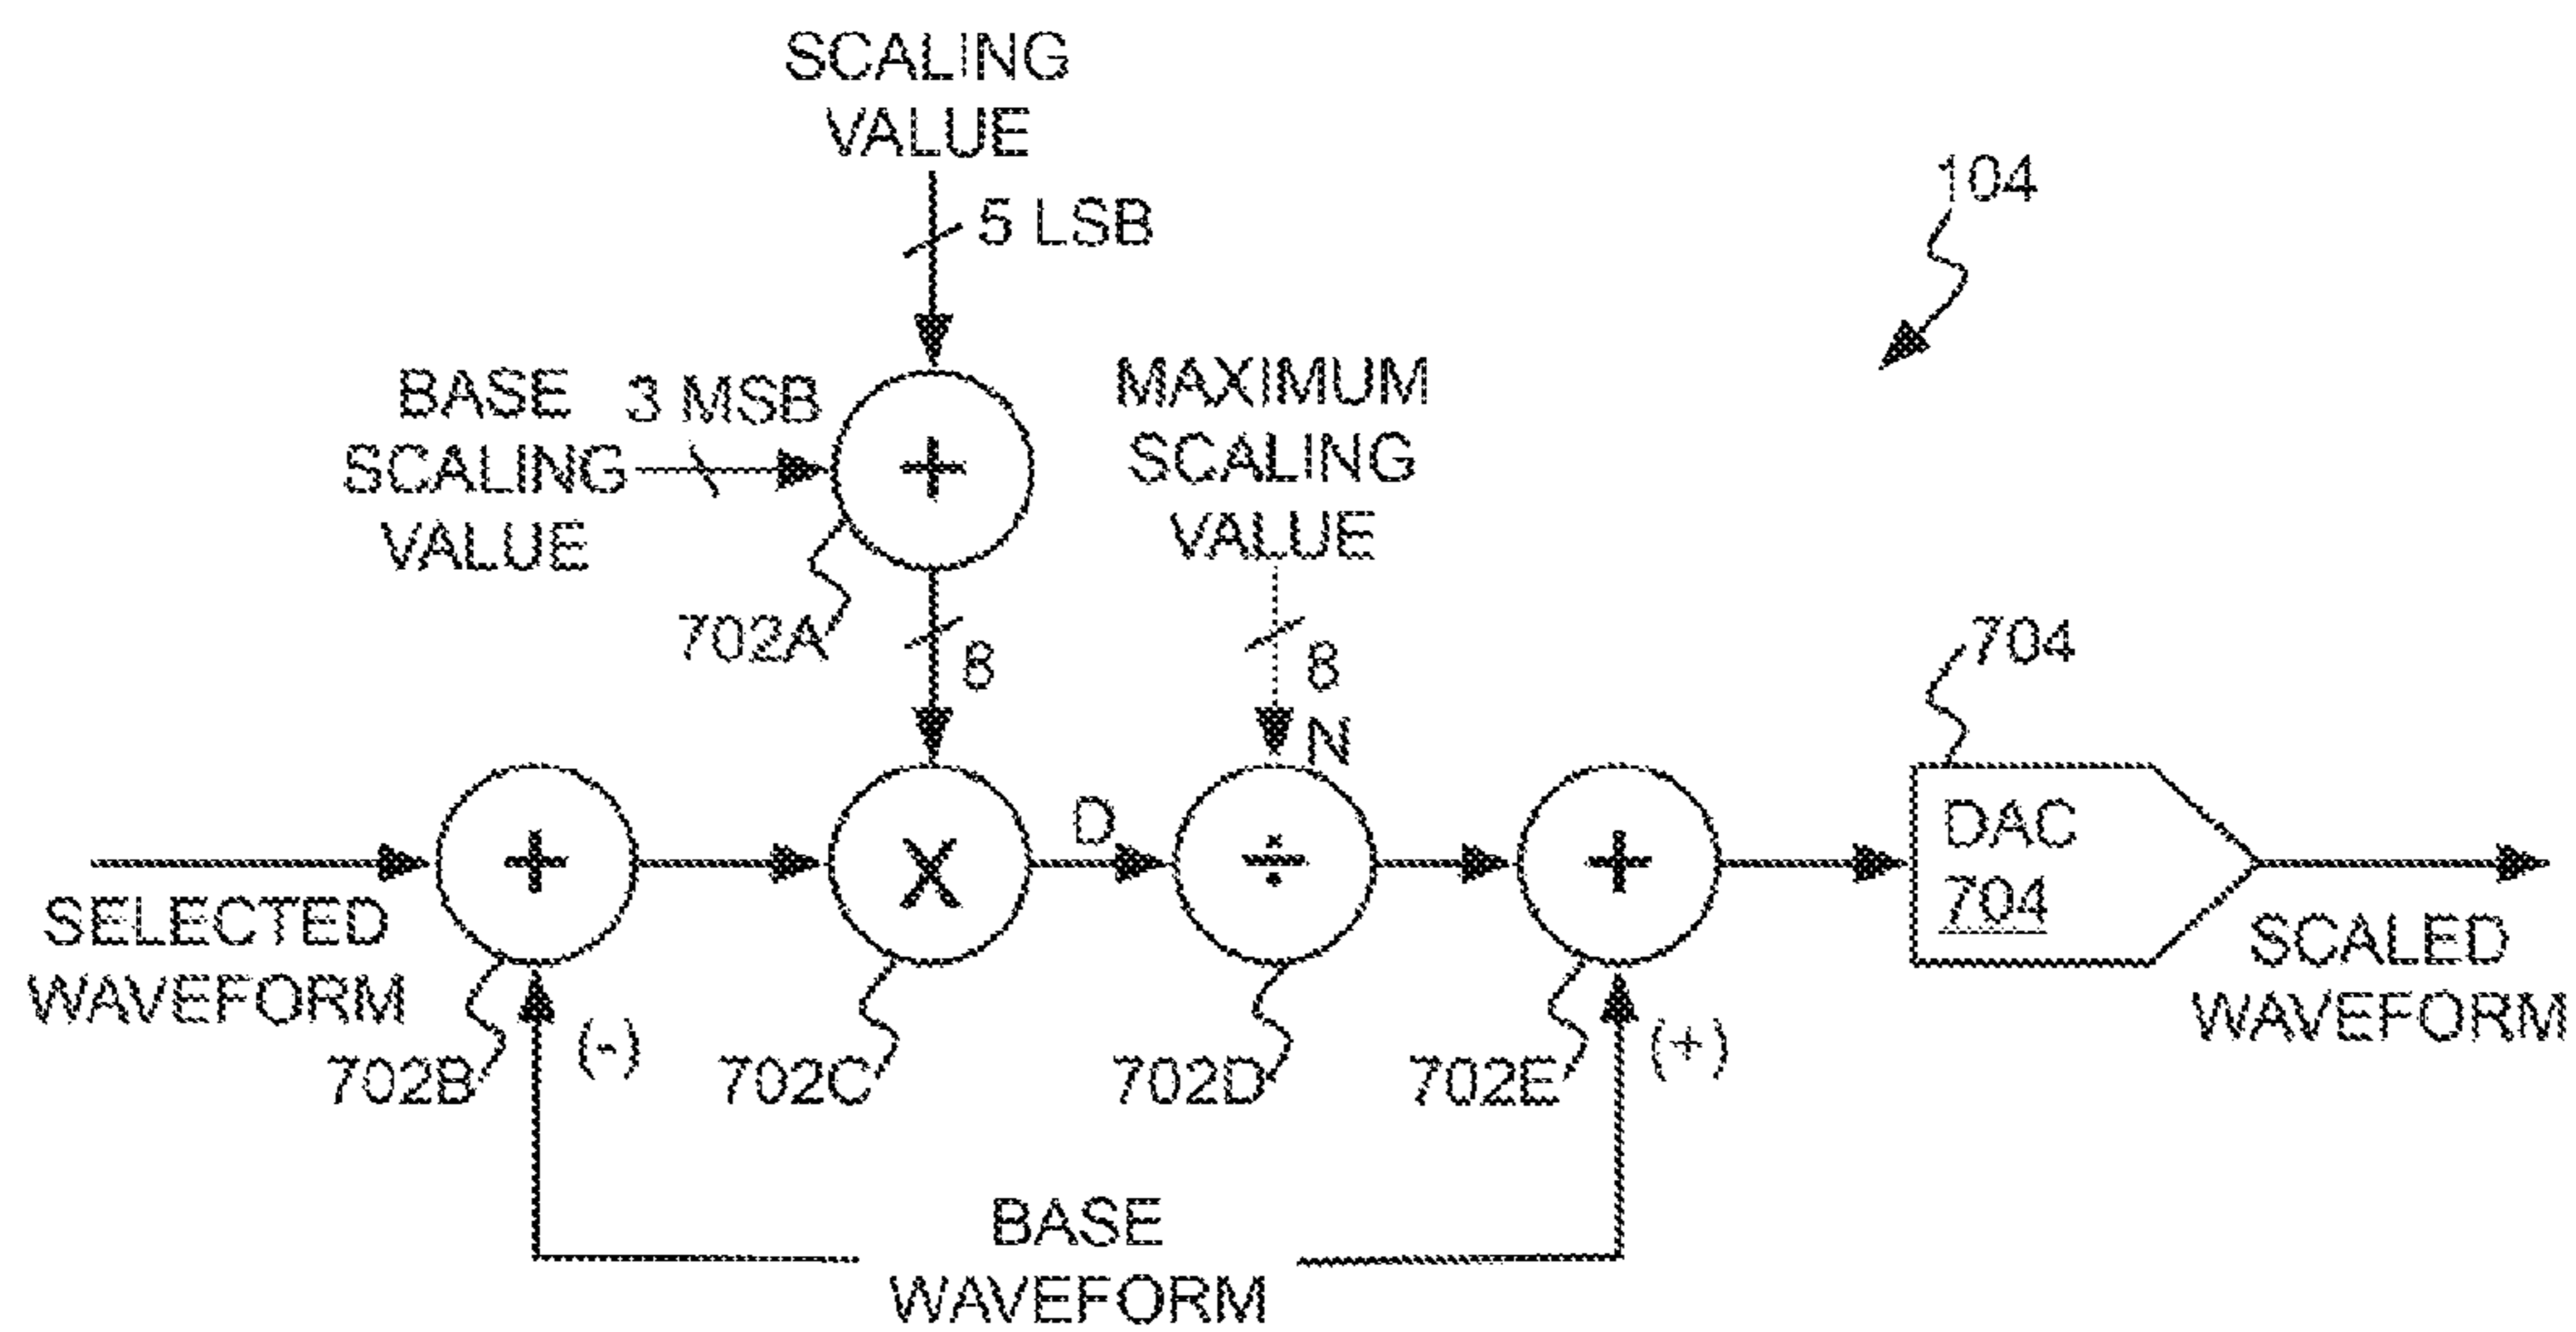 SCALING
VALUE
5 LSB
104
BASE
SCALING
VALUE
3 MSB
+
MAXIMUM
SCALING
VALUE
702A
8
8
N
704
SELECTED
WAVEFORM
+
X
D
÷
+
DAC
704
SCALED
WAVEFORM
702B
(-)
702C
702D
702E
(+)
BASE
WAVEFORM